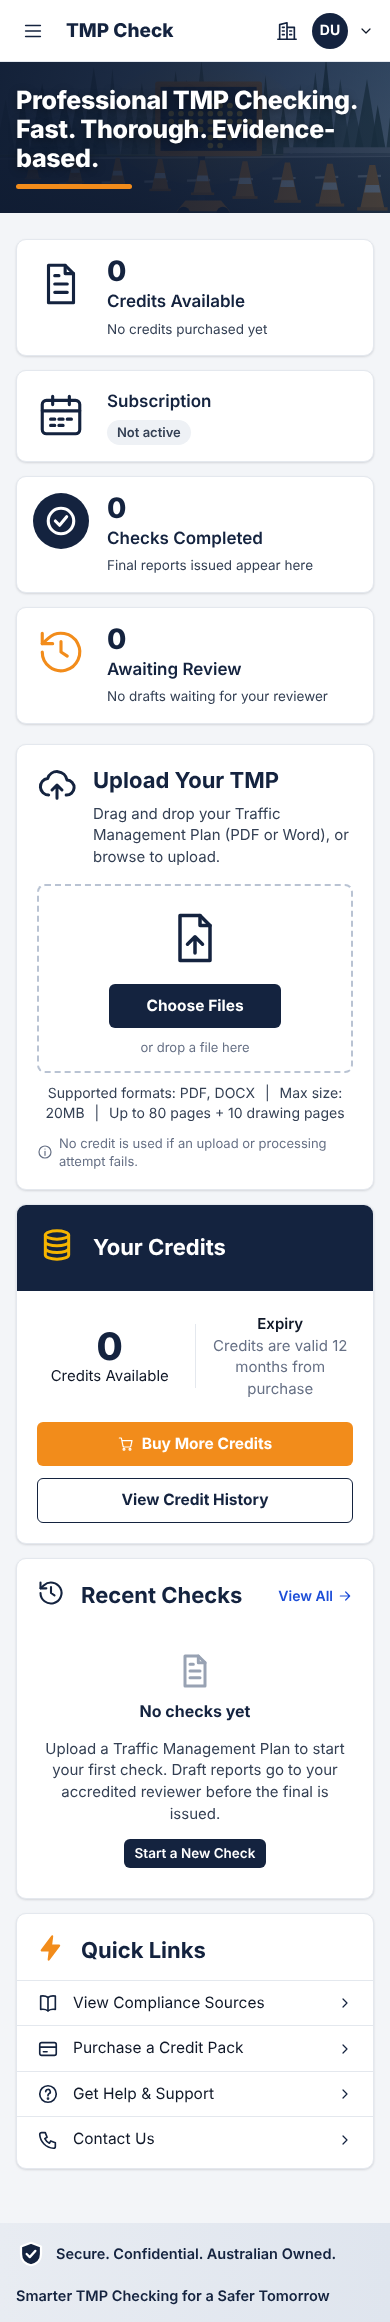 TMP Check
DU
Professional TMP Checking.
Fast. Thorough. Evidence-
based.
0
Credits Available
No credits purchased yet
Subscription
Not active
0
Checks Completed
Final reports issued appear here
0
Awaiting Review
No drafts waiting for your reviewer
Upload Your TMP
Drag and drop your Traffic
Management Plan (PDF or Word), or
browse to upload.
Choose Files
or drop a file here
Supported formats: PDF, DOCX | Max size:
20MB | Up to 80 pages + 10 drawing pages
No credit is used if an upload or processing
attempt fails.
Your Credits
0
Credits Available
Expiry
Credits are valid 12
months from
purchase
Buy More Credits
View Credit History
Recent Checks
View All →
No checks yet
Upload a Traffic Management Plan to start
your first check. Draft reports go to your
accredited reviewer before the final is
issued.
Start a New Check
Quick Links
View Compliance Sources
Purchase a Credit Pack
Get Help & Support
Contact Us
Secure. Confidential. Australian Owned.
Smarter TMP Checking for a Safer Tomorrow